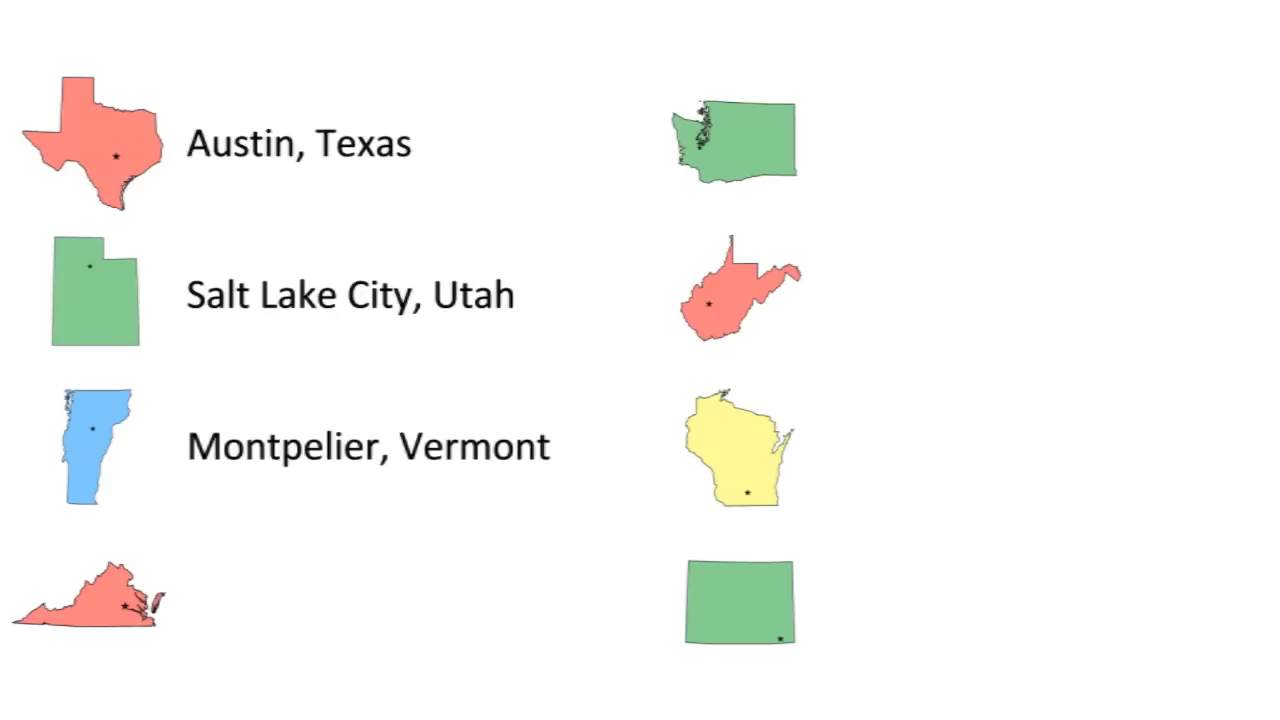 Austin, Texas
Salt Lake City, Utah
Montpelier, Vermont